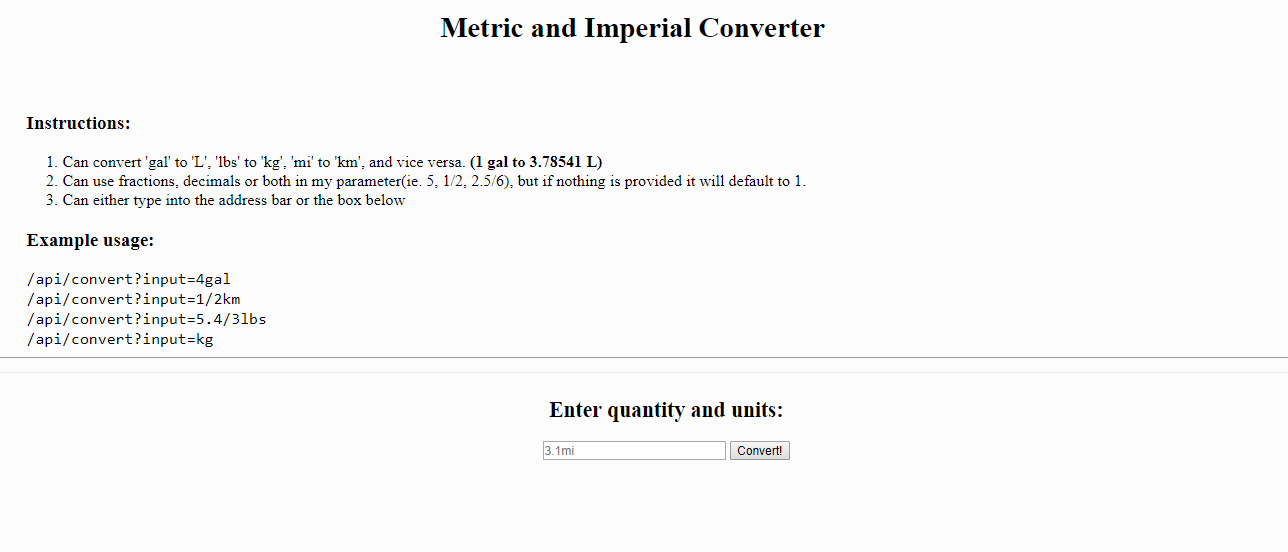 Metric and Imperial Converter
Instructions:
1. Can convert 'gal' to 'L', 'lbs' to 'kg', 'mi' to 'km', and vice versa. (1 gal to 3.78541 L)
2. Can use fractions, decimals or both in my parameter(ie. 5, 1/2, 2.5/6), but if nothing is provided it will default to 1.
3. Can either type into the address bar or the box below
Example usage:
/api/convert?input=4gal
/api/convert?input=1/2km
/api/convert?input=5.4/3lbs
/api/convert?input=kg
Enter quantity and units:
3.1mi Convert!